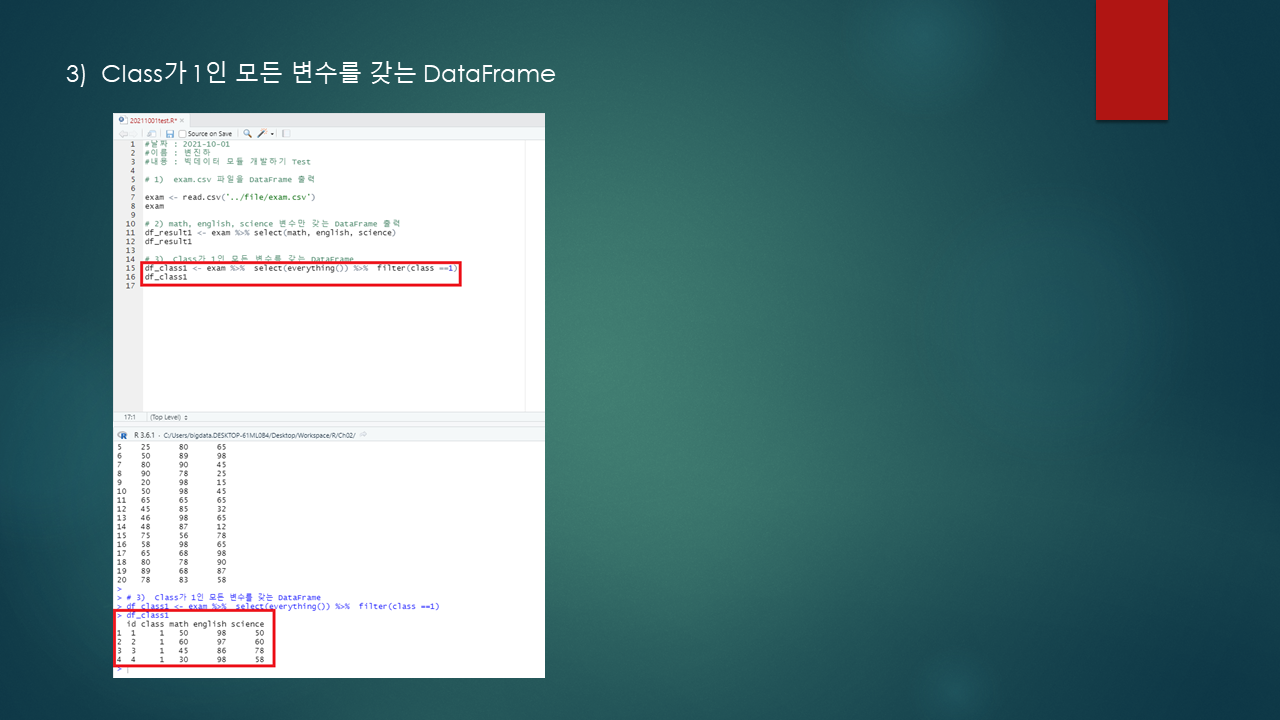 3) Class가 1인 모든 변수를 갖는 DataFrame
20211001test.R* ×
Source on Save
1 #날짜 : 2021-10-01
2 #이름 : 변진하
3 #내용 : 빅데이터 모듈 개발하기 Test
4
5 # 1) exam.csv 파일을 DataFrame 출력
6
7 exam <- read.csv('../file/exam.csv')
8 exam
9
10 # 2) math, english, science 변수만 갖는 DataFrame 출력
11 df_result1 <- exam %>% select(math, english, science)
12 df_result1
13
14 # 3) Class가 1인 모든 변수를 갖는 DataFrame
15 df_class1 <- exam %>% select(everything()) %>% filter(class ==1)
16 df_class1
17
17:1 (Top Level)
R 3.6.1 · C:/Users/bigdata.DESKTOP-61ML0B4/Desktop/Workspace/R/Ch02/
5 25 80 65
6 50 89 98
7 80 90 45
8 90 78 25
9 20 98 15
10 50 98 45
11 65 65 65
12 45 85 32
13 46 98 65
14 48 87 12
15 75 56 78
16 58 98 65
17 65 68 98
18 80 78 90
19 89 68 87
20 78 83 58
>
> # 3) Class가 1인 모든 변수를 갖는 DataFrame
> df_class1 <- exam %>% select(everything()) %>% filter(class ==1)
> df_class1
id class math english science
1 1 1 50 98 50
2 2 1 60 97 60
3 3 1 45 86 78
4 4 1 30 98 58
>